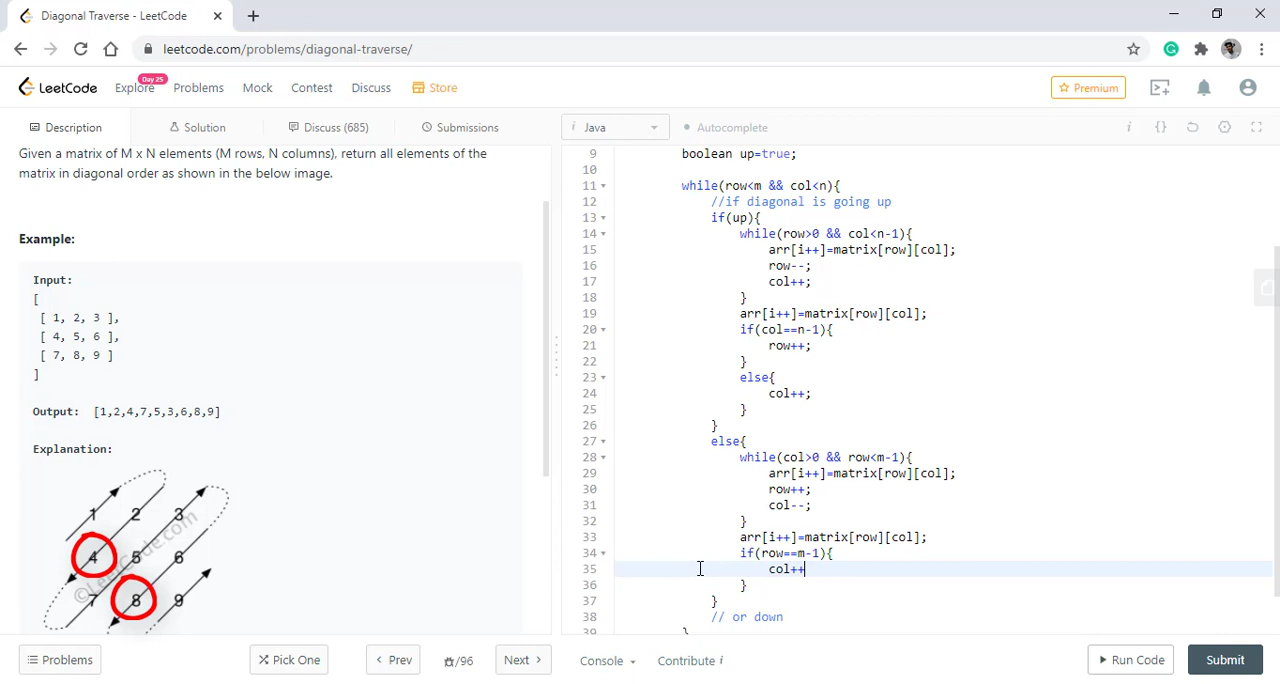 Diagonal Traverse - LeetCode
leetcode.com/problems/diagonal-traverse/
LeetCode
Explore
Day 25
Problems
Mock
Contest
Discuss
Store
Premium
Description
Solution
Discuss (685)
Submissions
i Java
Autocomplete
i
{}
Given a matrix of M x N elements (M rows, N columns), return all elements of the
matrix in diagonal order as shown in the below image.
Example:
Input:
[
[ 1, 2, 3 ],
[ 4, 5, 6 ],
[ 7, 8, 9 ]
]
Output: [1,2,4,7,5,3,6,8,9]
Explanation:
1 2 3
4 5 6
7 8 9
©LeetCode.com
9 boolean up=true;
10
11 while(row<m && col<n){
12 //if diagonal is going up
13 if(up){
14 while(row>0 && col<n-1){
15 arr[i++]=matrix[row][col];
16 row--;
17 col++;
18 }
19 arr[i++]=matrix[row][col];
20 if(col==n-1){
21 row++;
22 }
23 else{
24 col++;
25 }
26 }
27 else{
28 while(col>0 && row<m-1){
29 arr[i++]=matrix[row][col];
30 row++;
31 col--;
32 }
33 arr[i++]=matrix[row][col];
34 if(row==m-1){
35 col++
36 }
37 }
38 // or down
39 }
Problems
Pick One
Prev
/96
Next
Console
Contribute i
Run Code
Submit